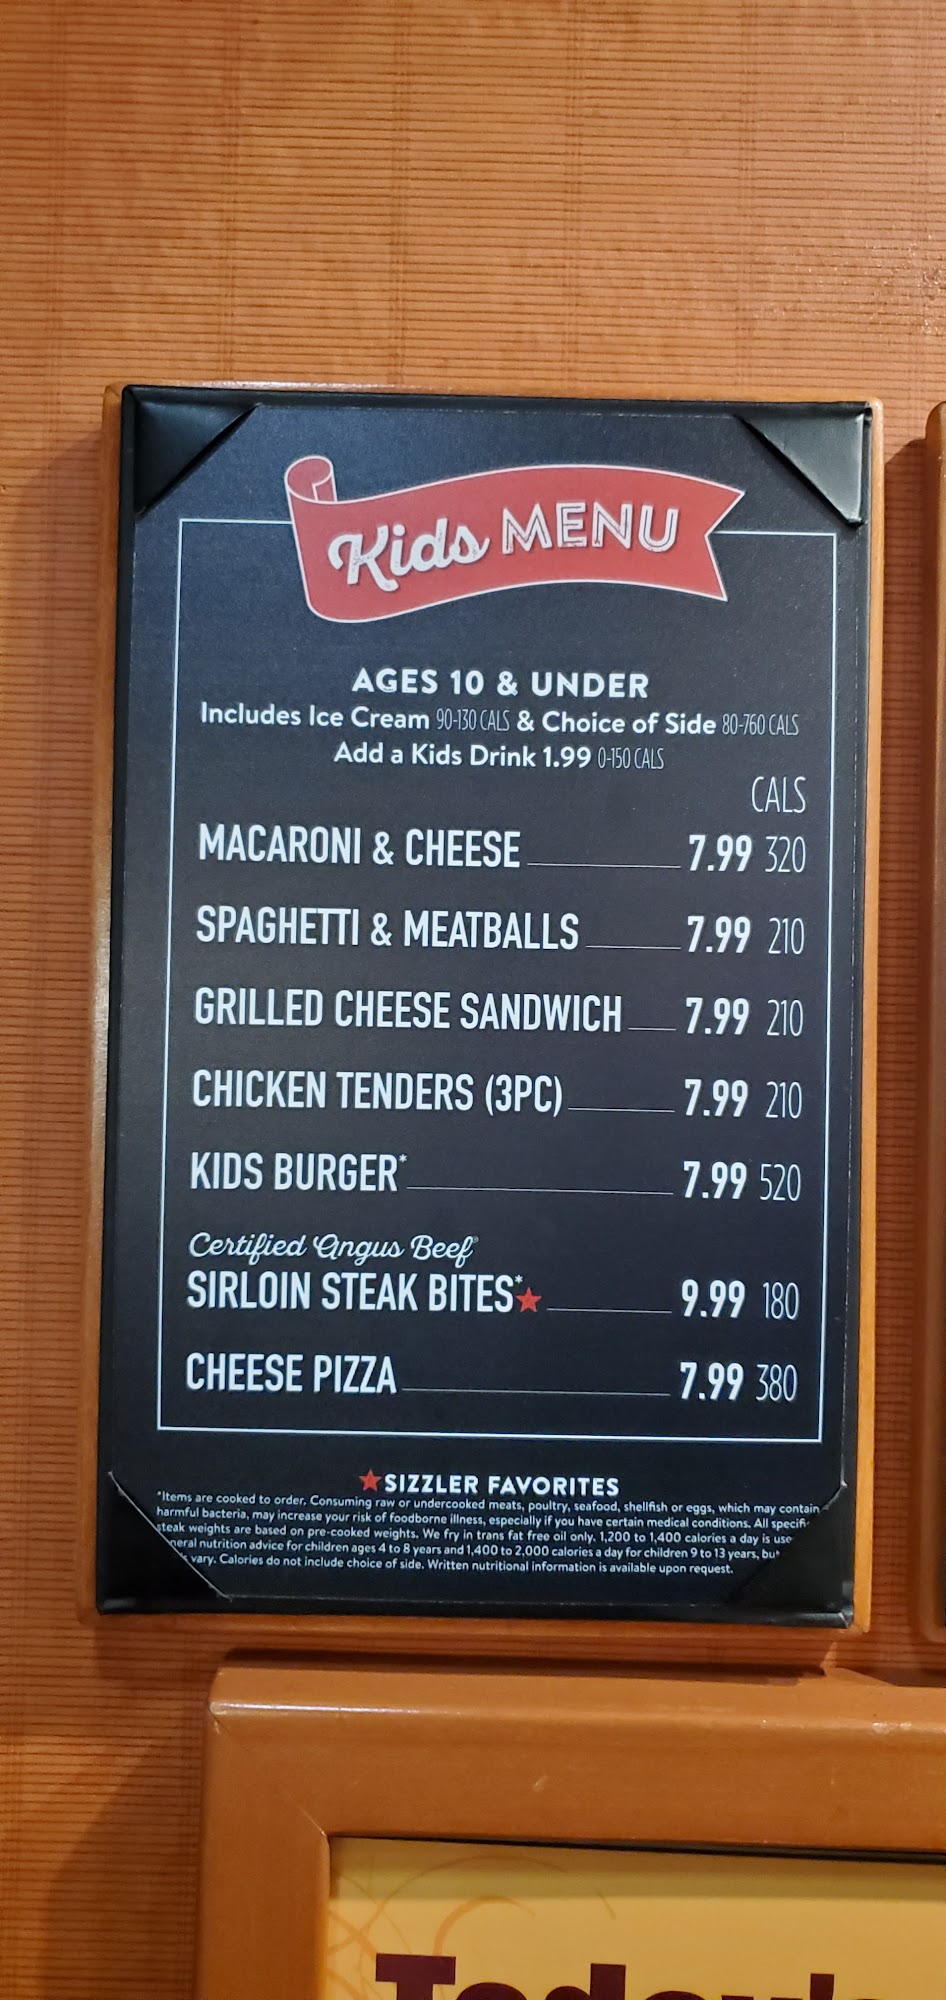 Kids MENU
AGES 10 & UNDER
Includes Ice Cream 90-130 CALS & Choice of Side 80-760 CALS
Add a Kids Drink 1.99 0-150 CALS
CALS
MACARONI & CHEESE 7.99 320
SPAGHETTI & MEATBALLS 7.99 210
GRILLED CHEESE SANDWICH 7.99 210
CHICKEN TENDERS (3PC) 7.99 210
KIDS BURGER* 7.99 520
Certified Angus Beef®
SIRLOIN STEAK BITES*★ 9.99 180
CHEESE PIZZA 7.99 380
★SIZZLER FAVORITES
*Items are cooked to order. Consuming raw or undercooked meats, poultry, seafood, shellfish or eggs, which may contain
harmful bacteria, may increase your risk of foodborne illness, especially if you have certain medical conditions. All
steak weights are based on pre-cooked weights. We fry in trans fat free oil only. 1,200 to 1,400 calories a day is
nutrition advice for children ages 4 to 8 years and 1,400 to 2,000 calories a day for children 9 to 13 years,
vary. Calories do not include choice of side. Written nutritional information is available upon request.
Today's